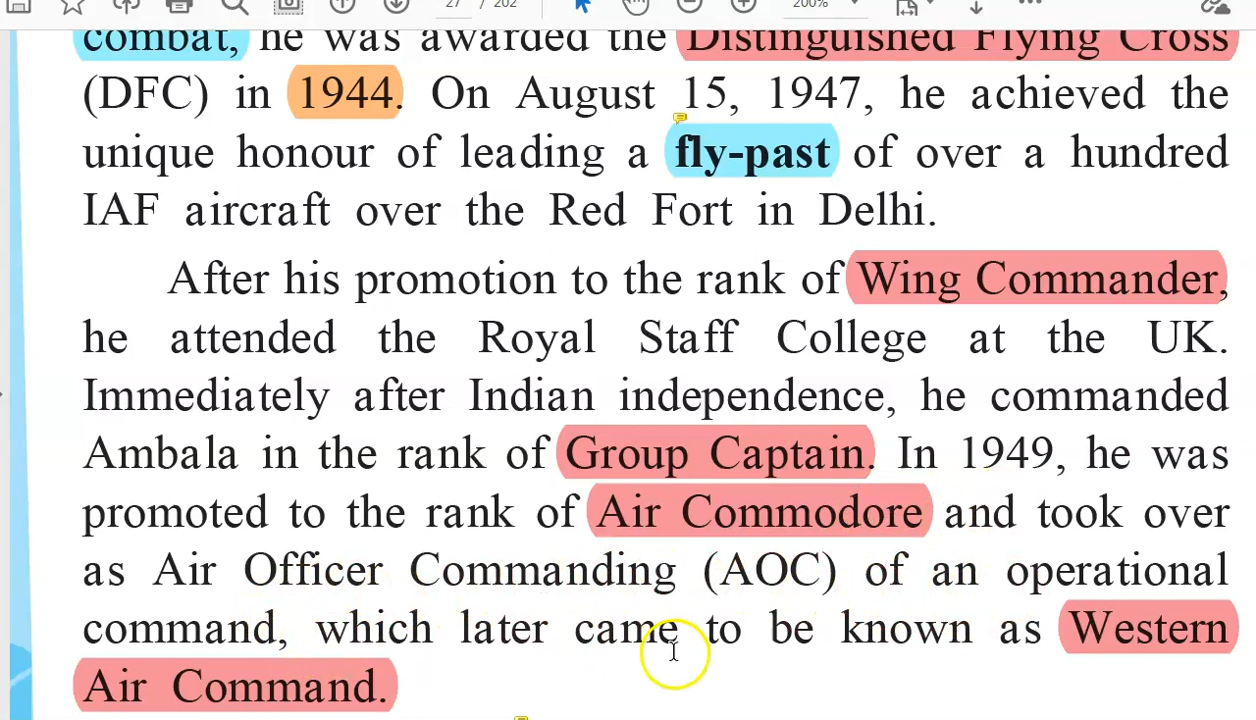 27 / 202 200%
combat, he was awarded the Distinguished Flying Cross
(DFC) in 1944. On August 15, 1947, he achieved the
unique honour of leading a fly-past of over a hundred
IAF aircraft over the Red Fort in Delhi.
After his promotion to the rank of Wing Commander,
he attended the Royal Staff College at the UK.
Immediately after Indian independence, he commanded
Ambala in the rank of Group Captain. In 1949, he was
promoted to the rank of Air Commodore and took over
as Air Officer Commanding (AOC) of an operational
command, which later came to be known as Western
Air Command.